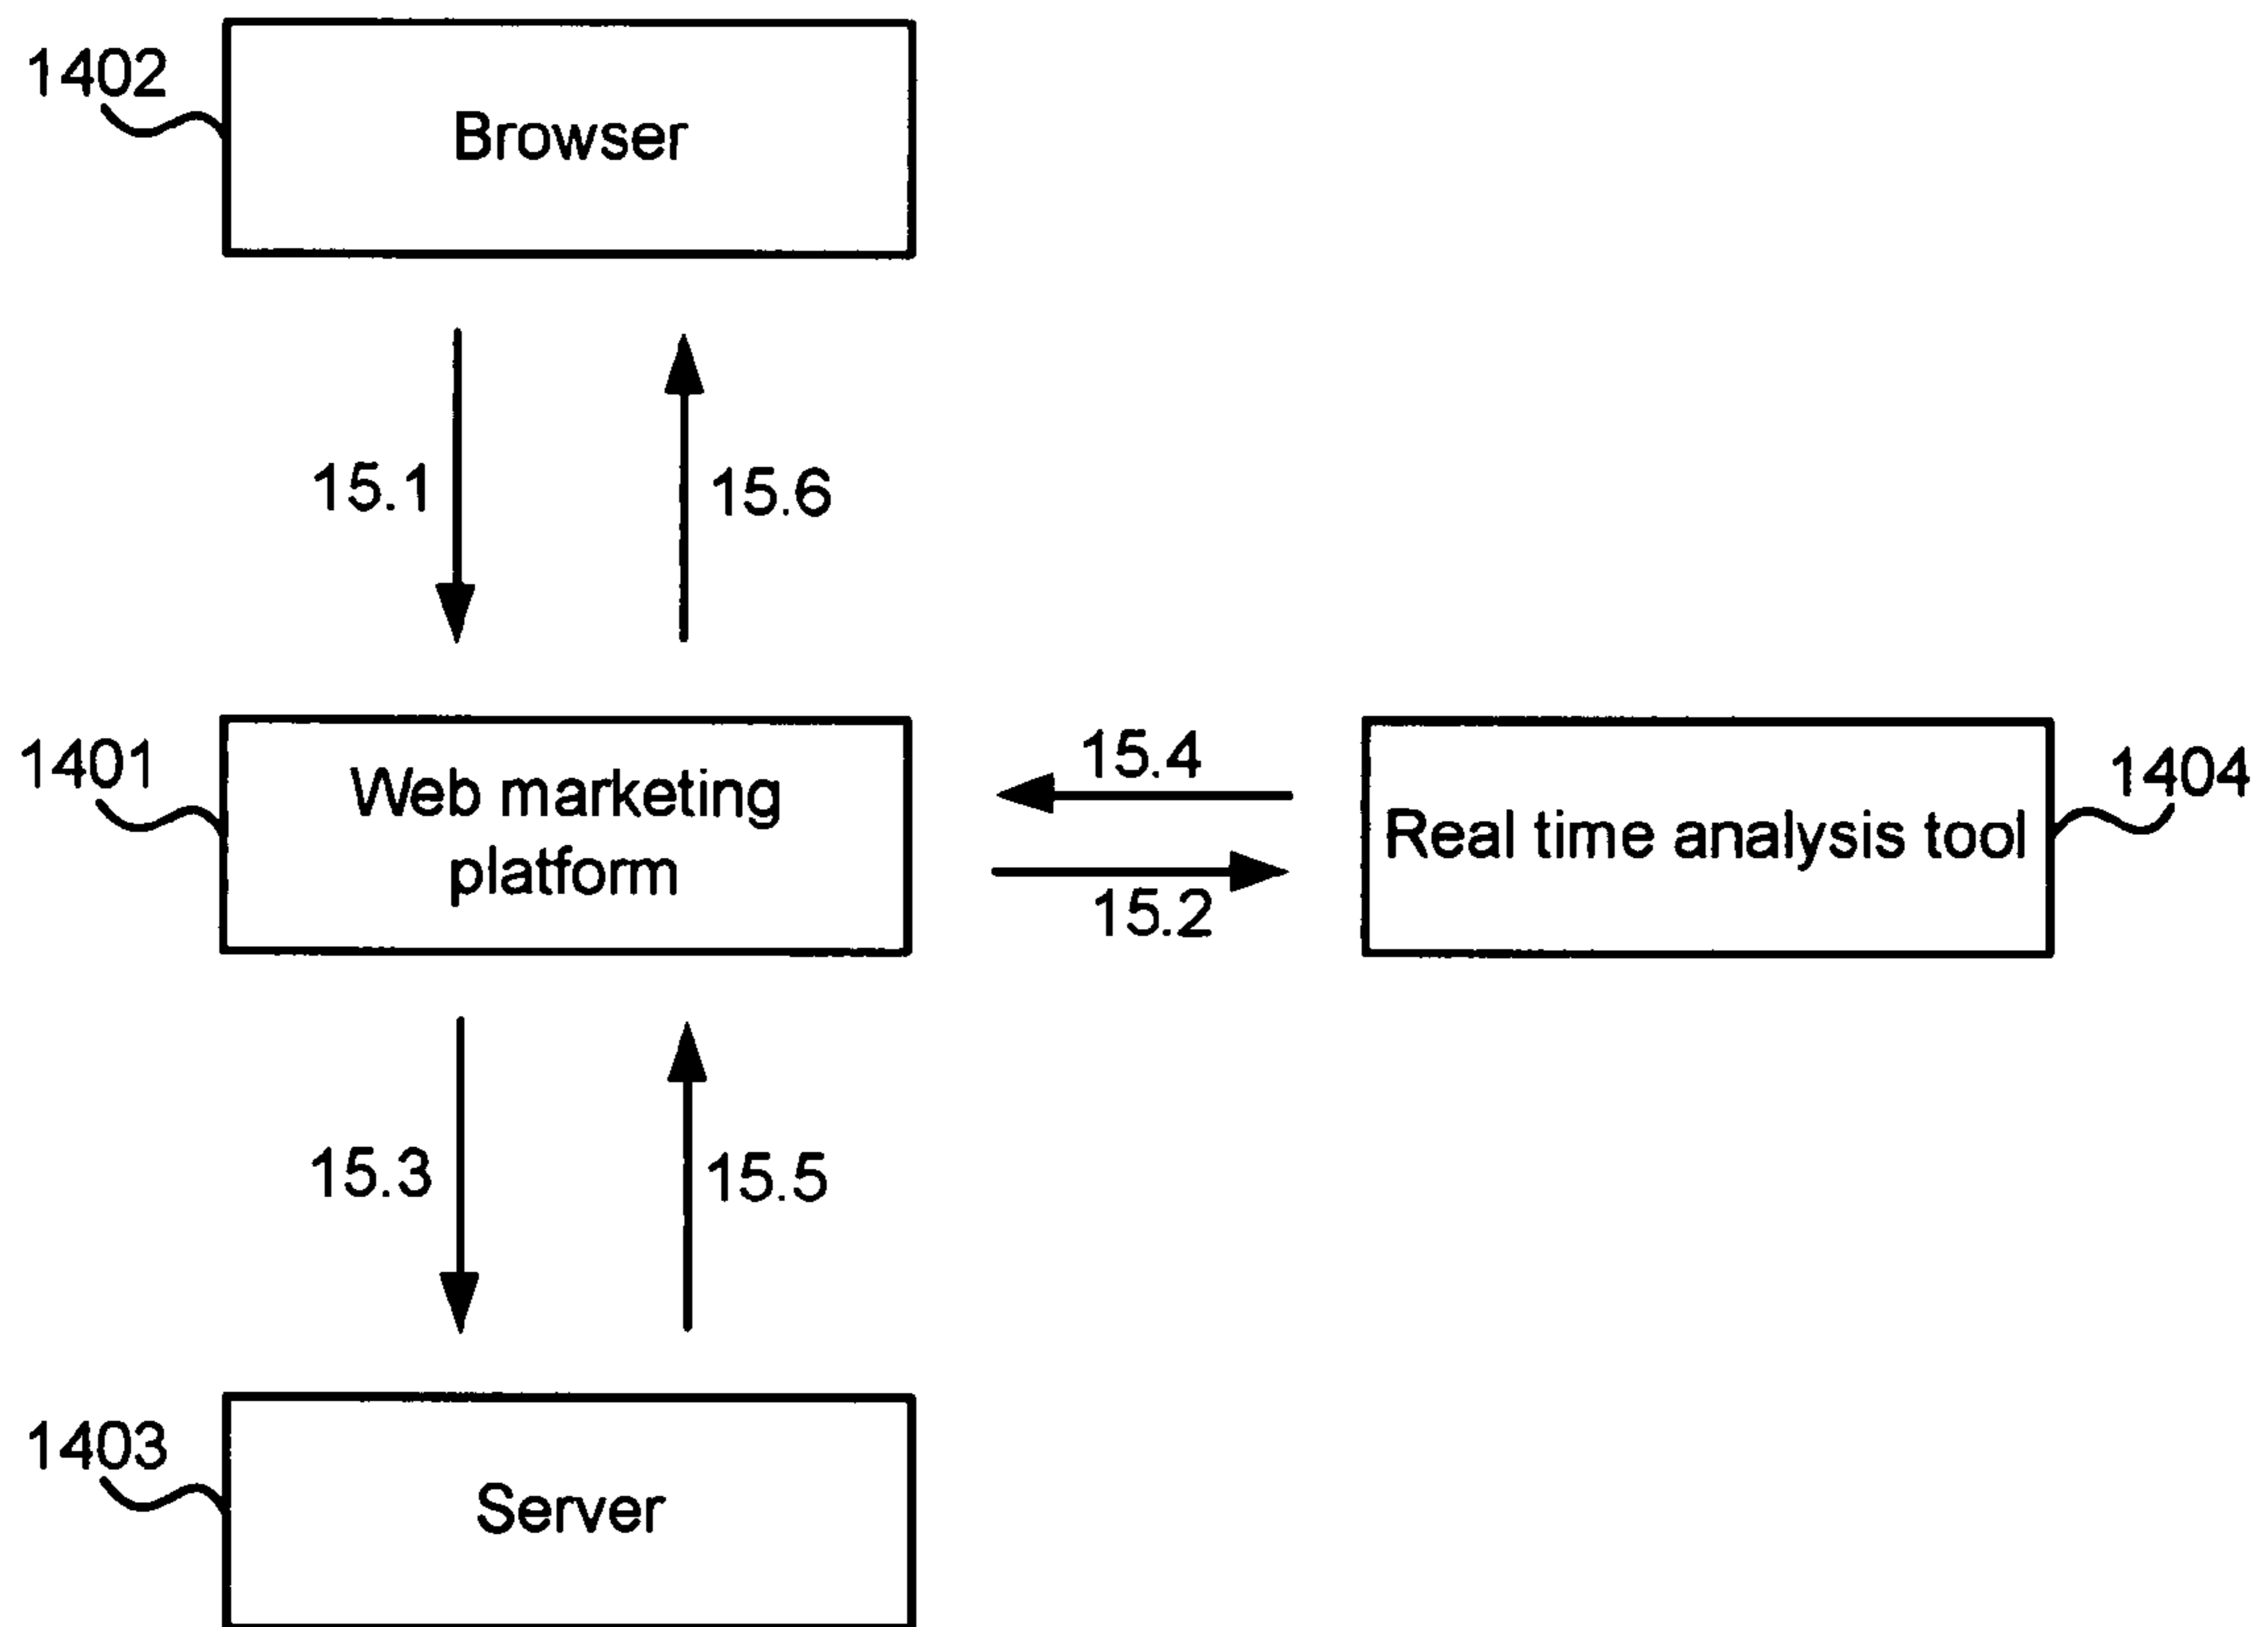 1402
Browser
15.1
15.6
1401
Web marketing
platform
15.4
15.2
Real time analysis tool
1404
15.3
15.5
1403
Server